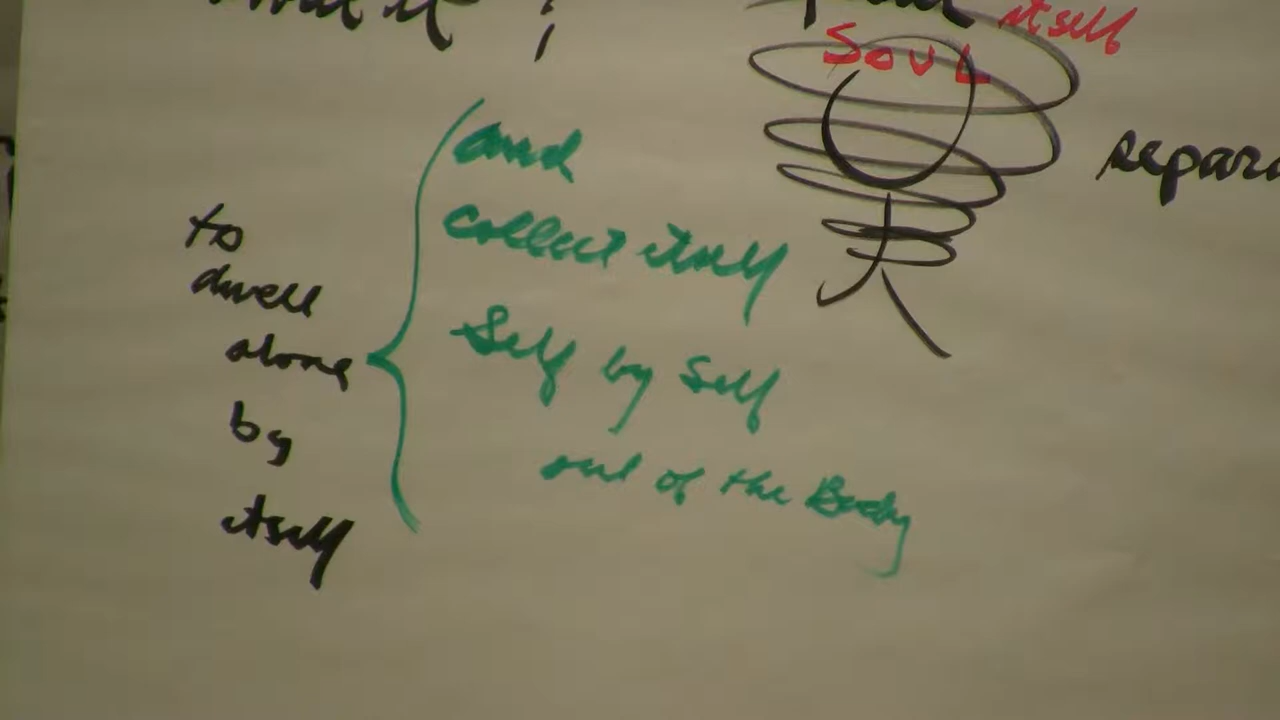 itself
SOUL
separa
and
collect itself
Self by Self
out of the Body
to
dwell
alone
by
itself